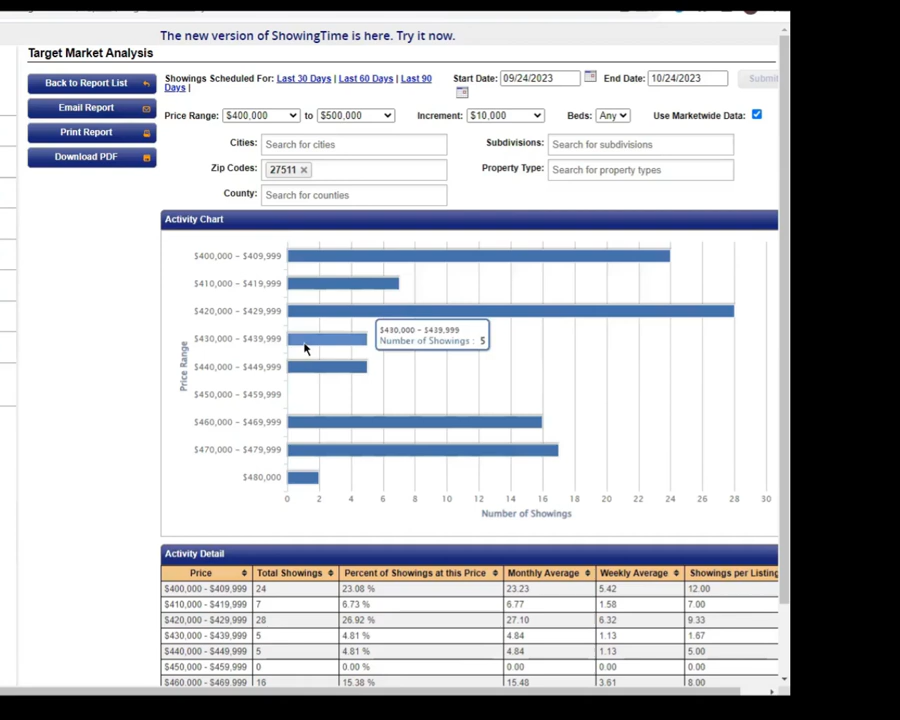 The new version of ShowingTime is here. Try it now.
Target Market Analysis
Back to Report List
Email Report
Print Report
Download PDF
Showings Scheduled For: Last 30 Days | Last 60 Days | Last 90
Days |
Start Date: 09/24/2023 End Date: 10/24/2023 Submi
Price Range: $400,000 to $500,000 Increment: $10,000 Beds: Any Use Marketwide Data:
Cities: Search for cities Subdivisions: Search for subdivisions
Zip Codes: 27511 × Property Type: Search for property types
County: Search for counties
Activity Chart
$400,000 - $409,999
$410,000 - $419,999
$420,000 - $429,999
$430,000 - $439,999
$440,000 - $449,999
$450,000 - $459,999
$460,000 - $469,999
$470,000 - $479,999
$480,000
Price Range
$430,000 - $439,999
Number of Showings : 5
0 2 4 6 8 10 12 14 16 18 20 22 24 26 28 30
Number of Showings
Activity Detail
Price Total Showings Percent of Showings at this Price Monthly Average Weekly Average Showings per Listing
$400,000 - $409,999 24 23.08 % 23.23 5.42 12.00
$410,000 - $419,999 7 6.73 % 6.77 1.58 7.00
$420,000 - $429,999 28 26.92 % 27.10 6.32 9.33
$430,000 - $439,999 5 4.81 % 4.84 1.13 1.67
$440,000 - $449,999 5 4.81 % 4.84 1.13 5.00
$450,000 - $459,999 0 0.00 % 0.00 0.00 0.00
$460,000 - $469,999 16 15.38 % 15.48 3.61 8.00